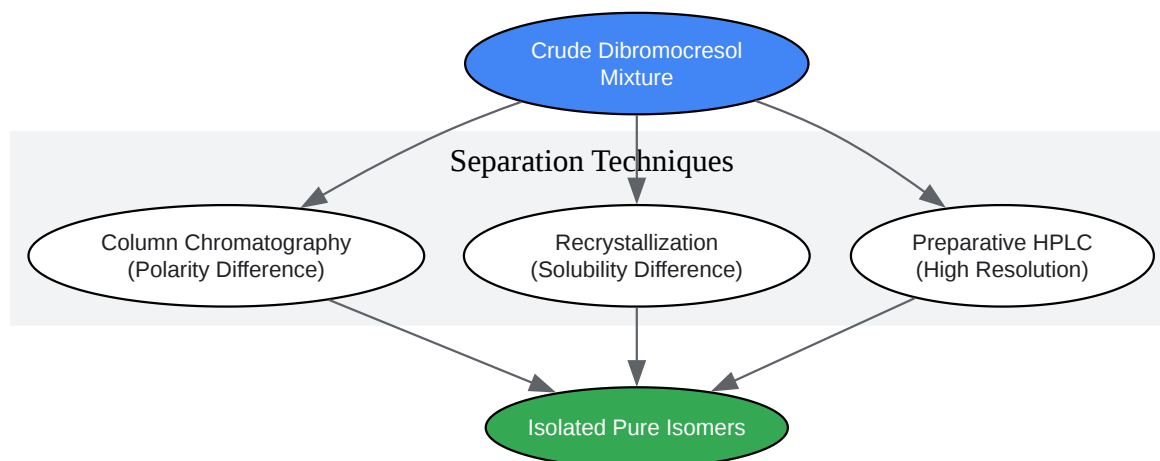 Crude Dibromocresol
Mixture
Separation Techniques
Column Chromatography
(Polarity Difference)
Recrystallization
(Solubility Difference)
Preparative HPLC
(High Resolution)
Isolated Pure Isomers